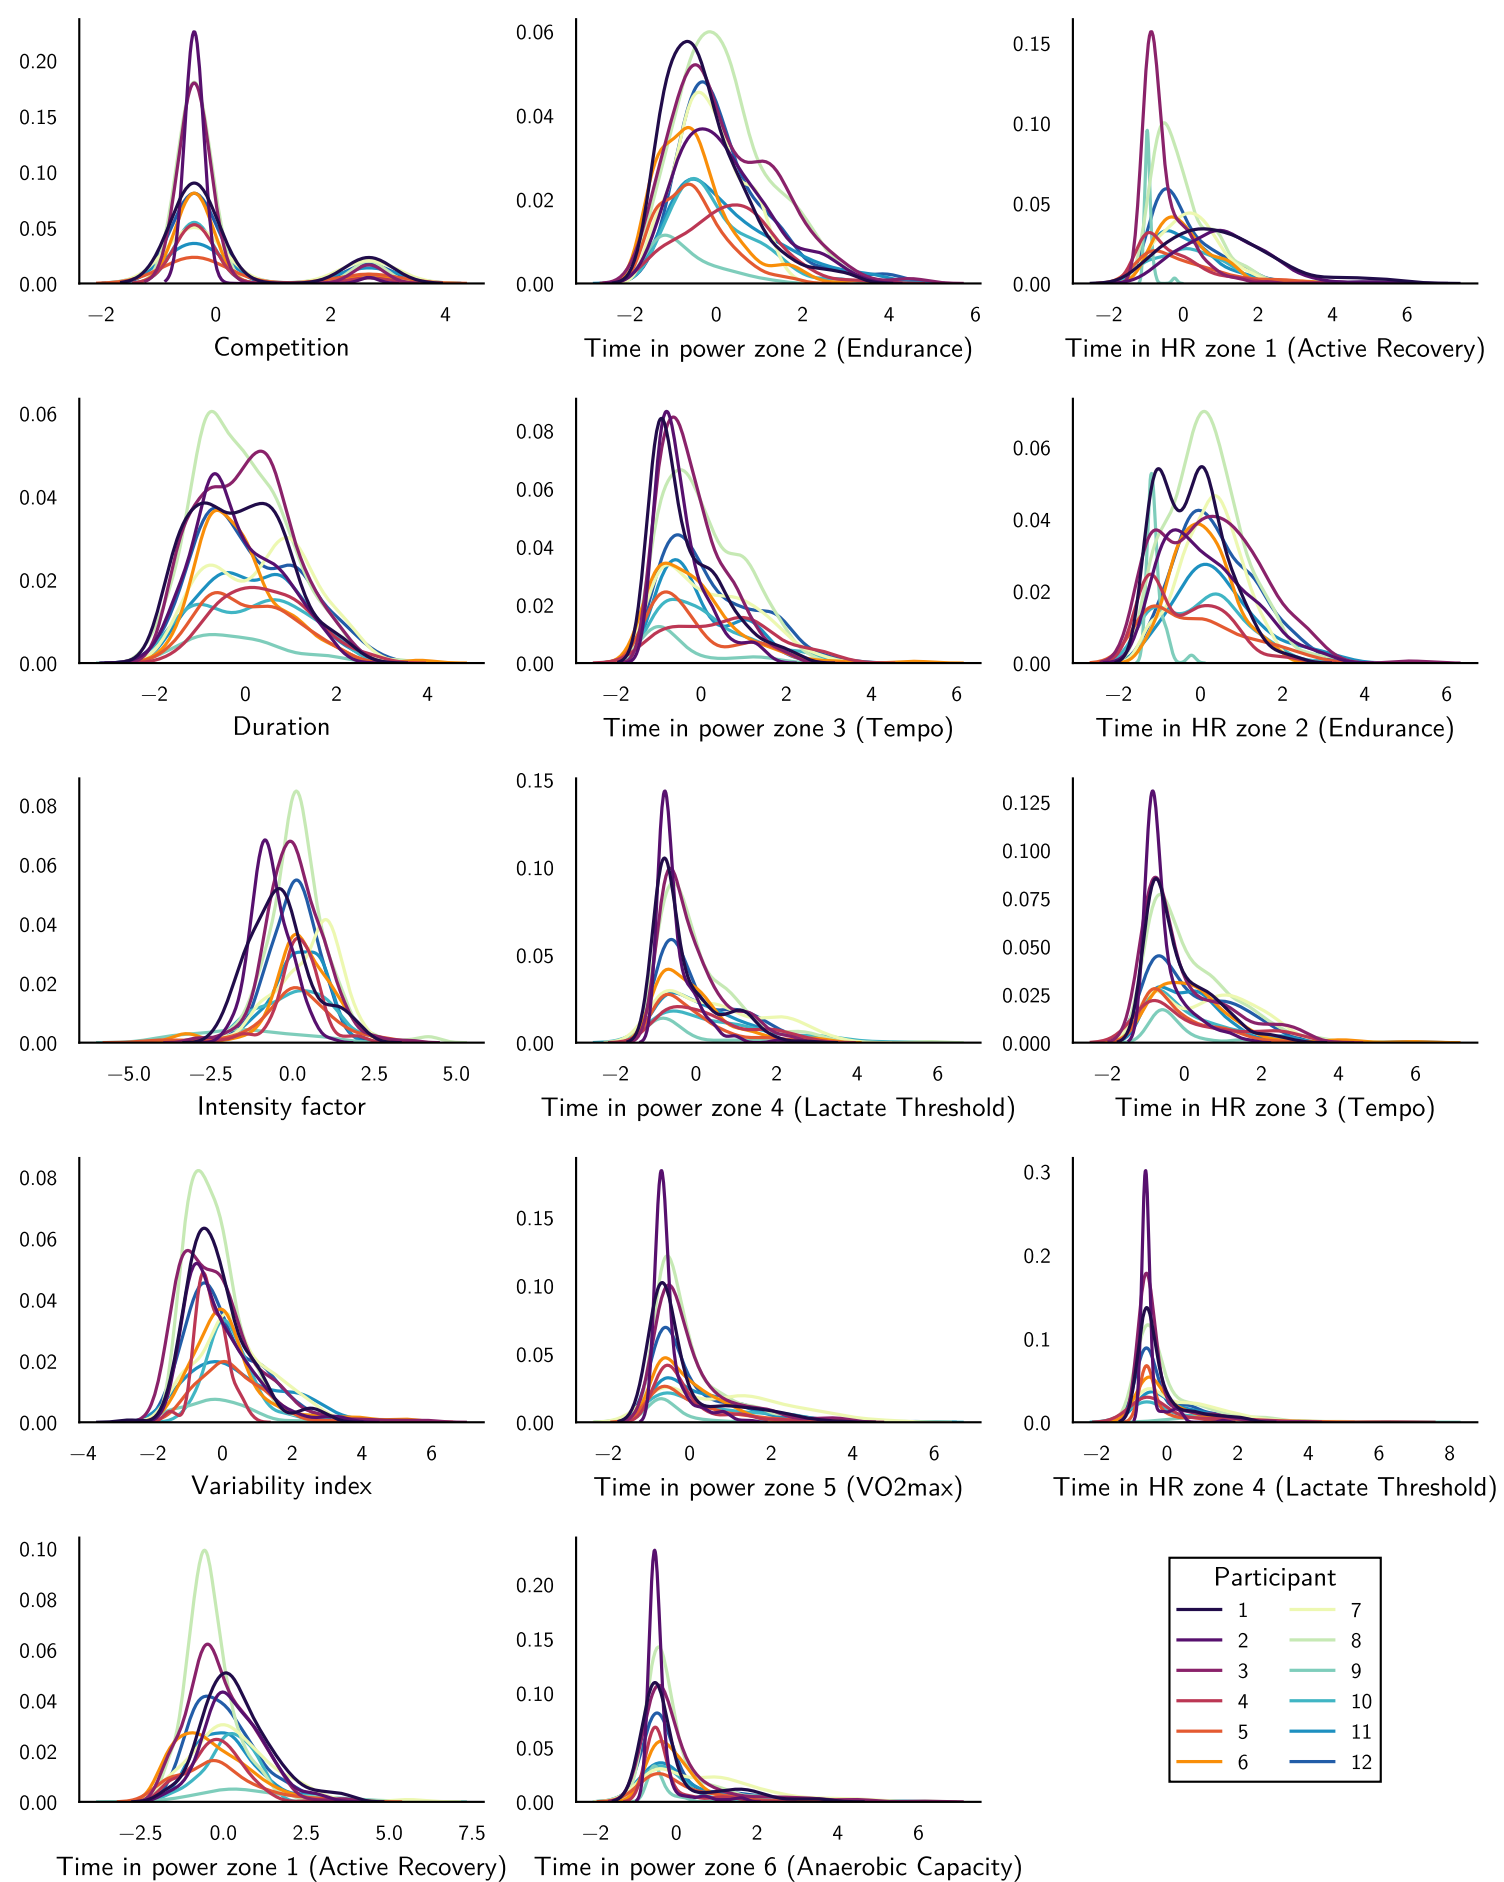 0.20
0.15
0.10
0.05
0.00
−2 0 2 4
Competition
0.06
0.04
0.02
0.00
−2 0 2 4 6
Time in power zone 2 (Endurance)
0.15
0.10
0.05
0.00
−2 0 2 4 6
Time in HR zone 1 (Active Recovery)
0.06
0.04
0.02
0.00
−2 0 2 4
Duration
0.08
0.06
0.04
0.02
0.00
−2 0 2 4 6
Time in power zone 3 (Tempo)
0.06
0.04
0.02
0.00
−2 0 2 4 6
Time in HR zone 2 (Endurance)
0.08
0.06
0.04
0.02
0.00
−5.0 −2.5 0.0 2.5 5.0
Intensity factor
0.15
0.10
0.05
0.00
−2 0 2 4 6
Time in power zone 4 (Lactate Threshold)
0.125
0.100
0.075
0.050
0.025
0.000
−2 0 2 4 6
Time in HR zone 3 (Tempo)
0.08
0.06
0.04
0.02
0.00
−4 −2 0 2 4 6
Variability index
0.15
0.10
0.05
0.00
−2 0 2 4 6
Time in power zone 5 (VO2max)
0.3
0.2
0.1
0.0
−2 0 2 4 6 8
Time in HR zone 4 (Lactate Threshold)
0.10
0.08
0.06
0.04
0.02
0.00
−2.5 0.0 2.5 5.0 7.5
Time in power zone 1 (Active Recovery)
0.20
0.15
0.10
0.05
0.00
−2 0 2 4 6
Time in power zone 6 (Anaerobic Capacity)
Participant
1 7
2 8
3 9
4 10
5 11
6 12